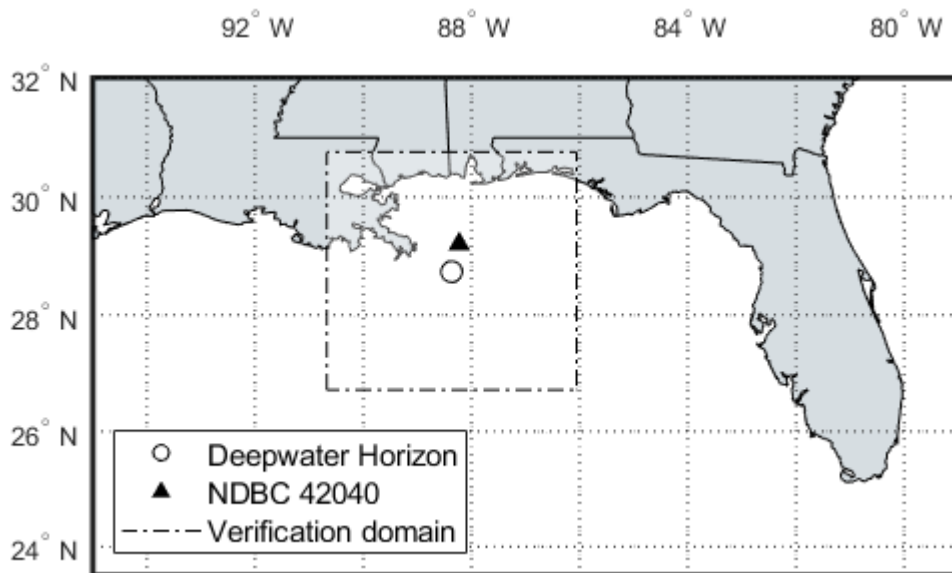 92° W 88° W 84° W 80° W
32° N
30° N
28° N
26° N
24° N
Deepwater Horizon
NDBC 42040
Verification domain